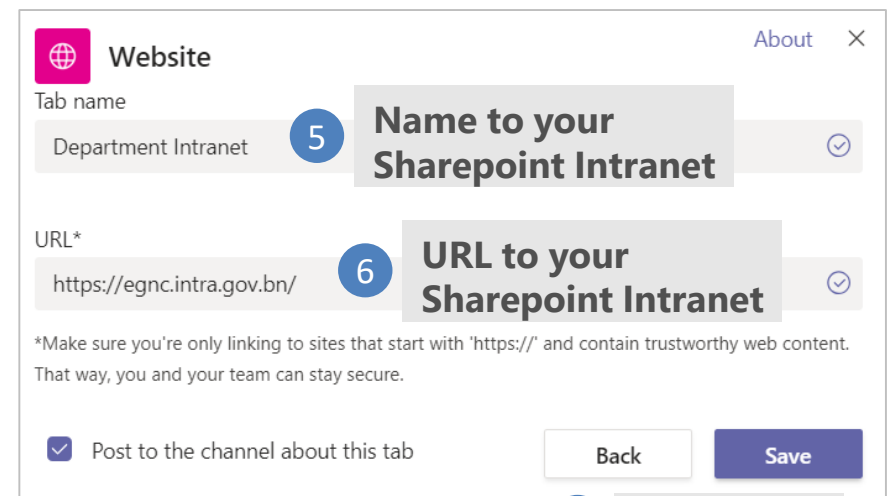 About
Website
Tab name
Department Intranet
5
Name to your
Sharepoint Intranet
URL*
https://egnc.intra.gov.bn/
6
URL to your
Sharepoint Intranet
*Make sure you're only linking to sites that start with 'https://' and contain trustworthy web content.
That way, you and your team can stay secure.
Post to the channel about this tab
Back
Save